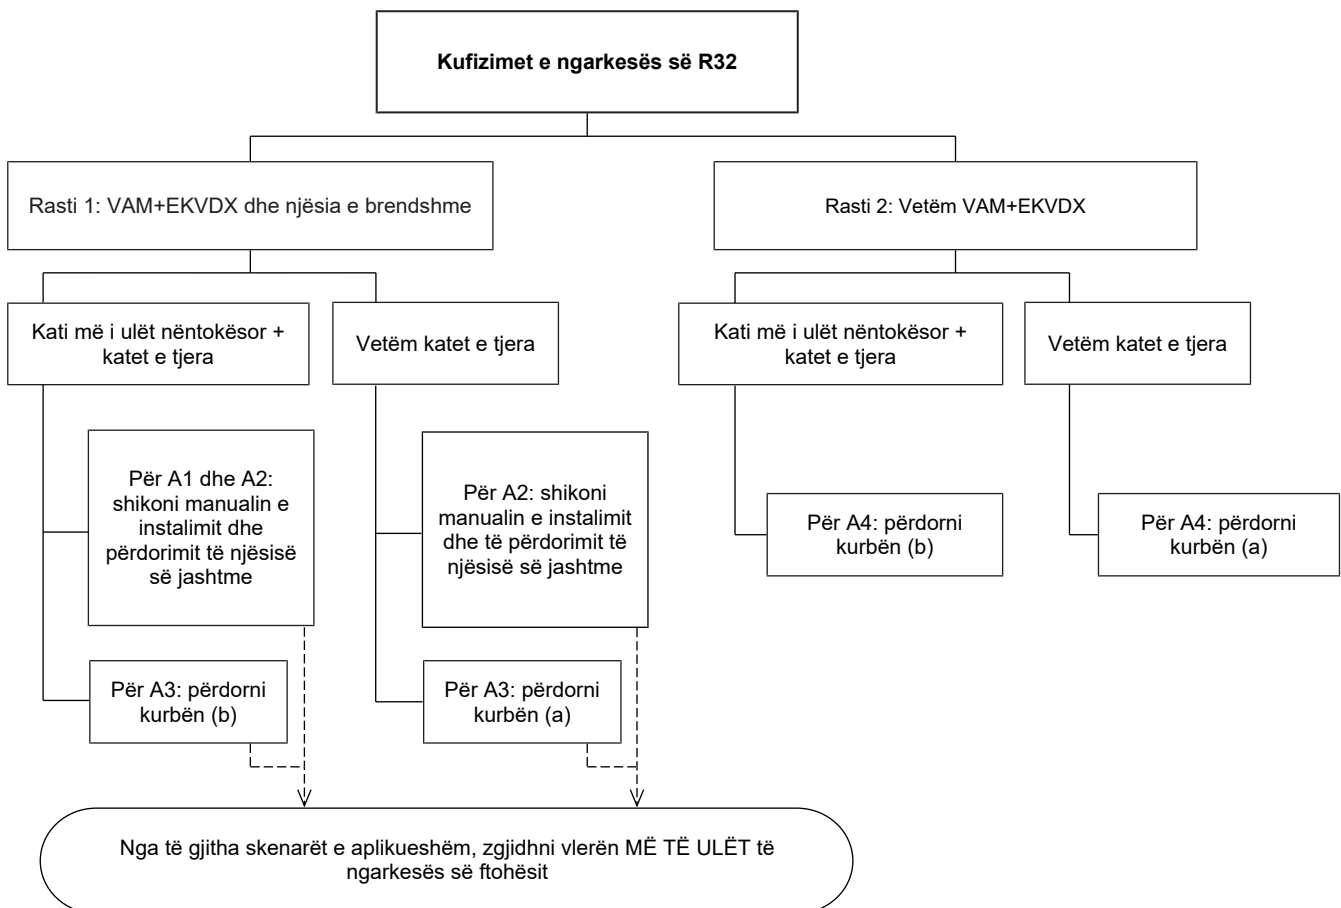 Kufizimet e ngarkesës së R32
Rasti 1: VAM+EKVDX dhe njësia e brendshme
Rasti 2: Vetëm VAM+EKVDX
Kati më i ulët nëntokësor +
katet e tjera
Vetëm katet e tjera
Kati më i ulët nëntokësor +
katet e tjera
Vetëm katet e tjera
Për A1 dhe A2:
shikoni manualin e
instalimit dhe
përdorimit të njësisë
së jashtme
Për A2: shikoni
manualin e instalimit
dhe të përdorimit të
njësisë së jashtme
Për A4: përdorni
kurbën (b)
Për A4: përdorni
kurbën (a)
Për A3: përdorni
kurbën (b)
Për A3: përdorni
kurbën (a)
Nga të gjitha skenarët e aplikueshëm, zgjidhni vlerën MË TË ULËT të
ngarkesës së ftohësit